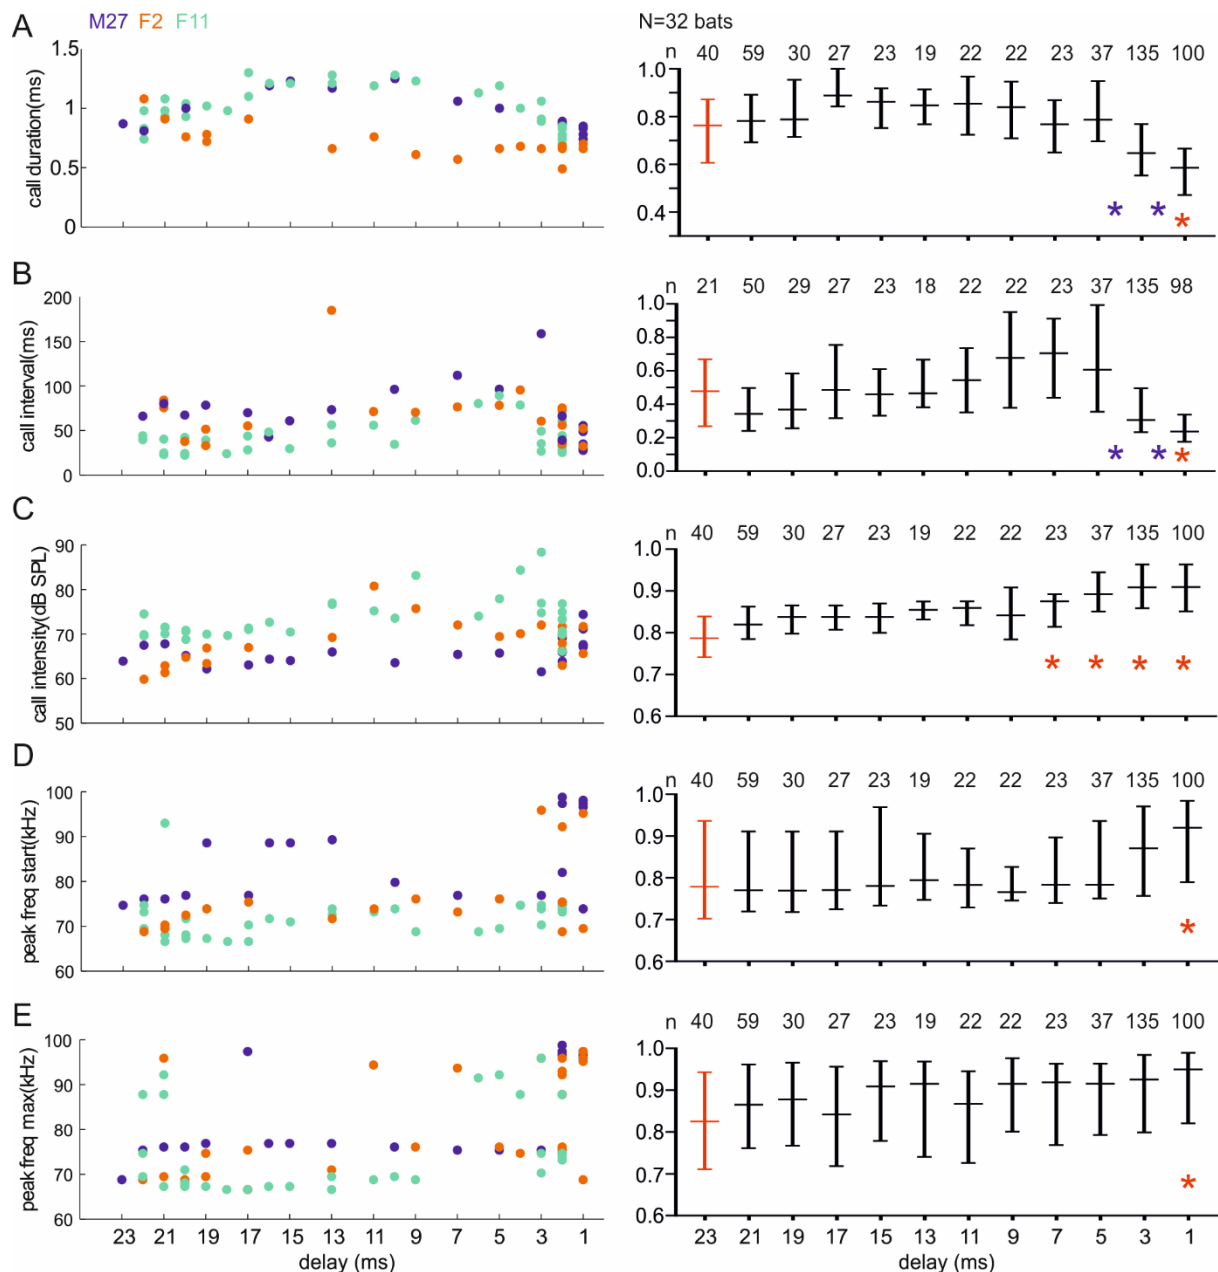 M27 F2 F11
N=32 bats
A
call duration(ms)
1.5
1
0.5
0
n 40 59 30 27 23 19 22 22 23 37 135 100
1.0
0.8
0.6
0.4
* * *
B
call interval(ms)
200
150
100
50
0
n 21 50 29 27 23 18 22 22 23 37 135 98
1.0
0.8
0.6
0.4
0.2
0.0
* * *
C
call intensity(dB SPL)
90
80
70
60
50
n 40 59 30 27 23 19 22 22 23 37 135 100
1.0
0.9
0.8
0.7
0.6
* * * *
D
peak freq start(kHz)
100
90
80
70
60
n 40 59 30 27 23 19 22 22 23 37 135 100
1.0
0.9
0.8
0.7
0.6
*
E
peak freq max(kHz)
100
90
80
70
60
23 21 19 17 15 13 11 9 7 5 3 1
delay (ms)
n 40 59 30 27 23 19 22 22 23 37 135 100
1.0
0.9
0.8
0.7
0.6
*
23 21 19 17 15 13 11 9 7 5 3 1
delay (ms)